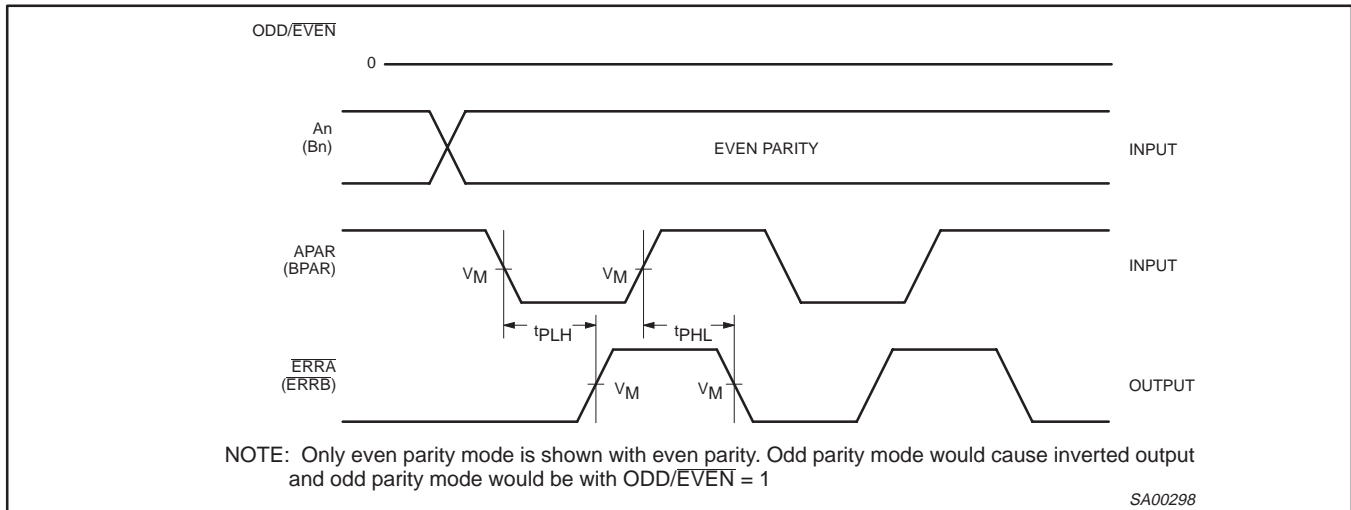 ODD/EVEN
0
An
(Bn)
EVEN PARITY
INPUT
APAR
(BPAR)
VM
VM
INPUT
tPLH
tPHL
ERRA
(ERRB)
VM
VM
OUTPUT
NOTE: Only even parity mode is shown with even parity. Odd parity mode would cause inverted output
and odd parity mode would be with ODD/EVEN = 1
SA00298